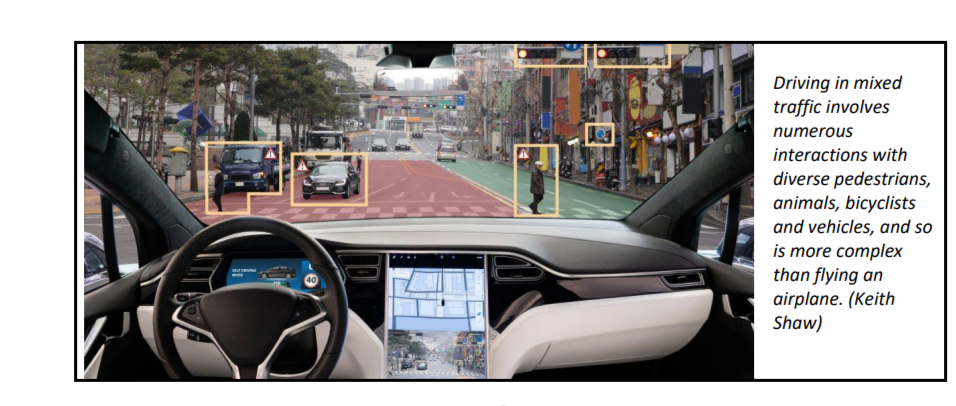 Driving in mixed
traffic involves
numerous
interactions with
diverse pedestrians,
animals, bicyclists
and vehicles, and so
is more complex
than flying an
airplane. (Keith
Shaw)
SELF DRIVING
MODE
40